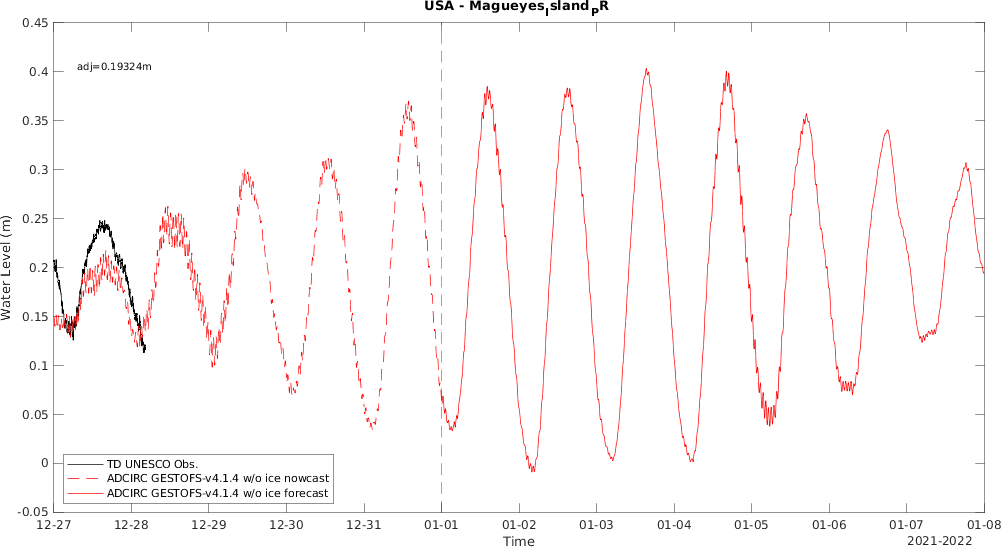 USA - Magueyes_Island_PR
0.45
0.4
0.35
0.3
0.25
0.2
0.15
0.1
0.05
0
-0.05
Water Level (m)
adj=0.19324m
TD UNESCO Obs.
ADCIRC GESTOFS-v4.1.4 w/o ice nowcast
ADCIRC GESTOFS-v4.1.4 w/o ice forecast
12-27 12-28 12-29 12-30 12-31 01-01 01-02 01-03 01-04 01-05 01-06 01-07 01-08
Time
2021-2022